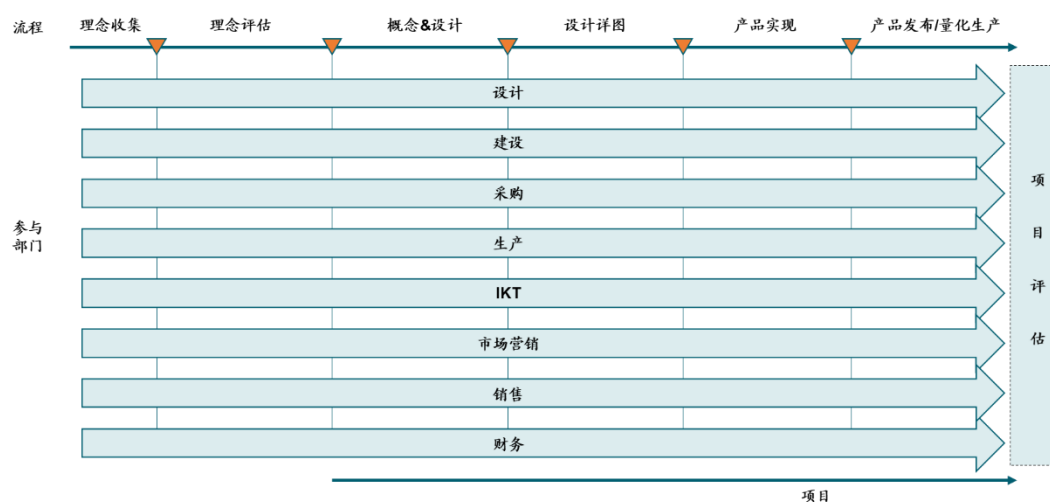 流程
理念收集
理念评估
概念&设计
设计详图
产品实现
产品发布/量化生产
设计
建设
采购
生产
IKT
市场营销
销售
财务
参与
部门
项
目
评
估
项目